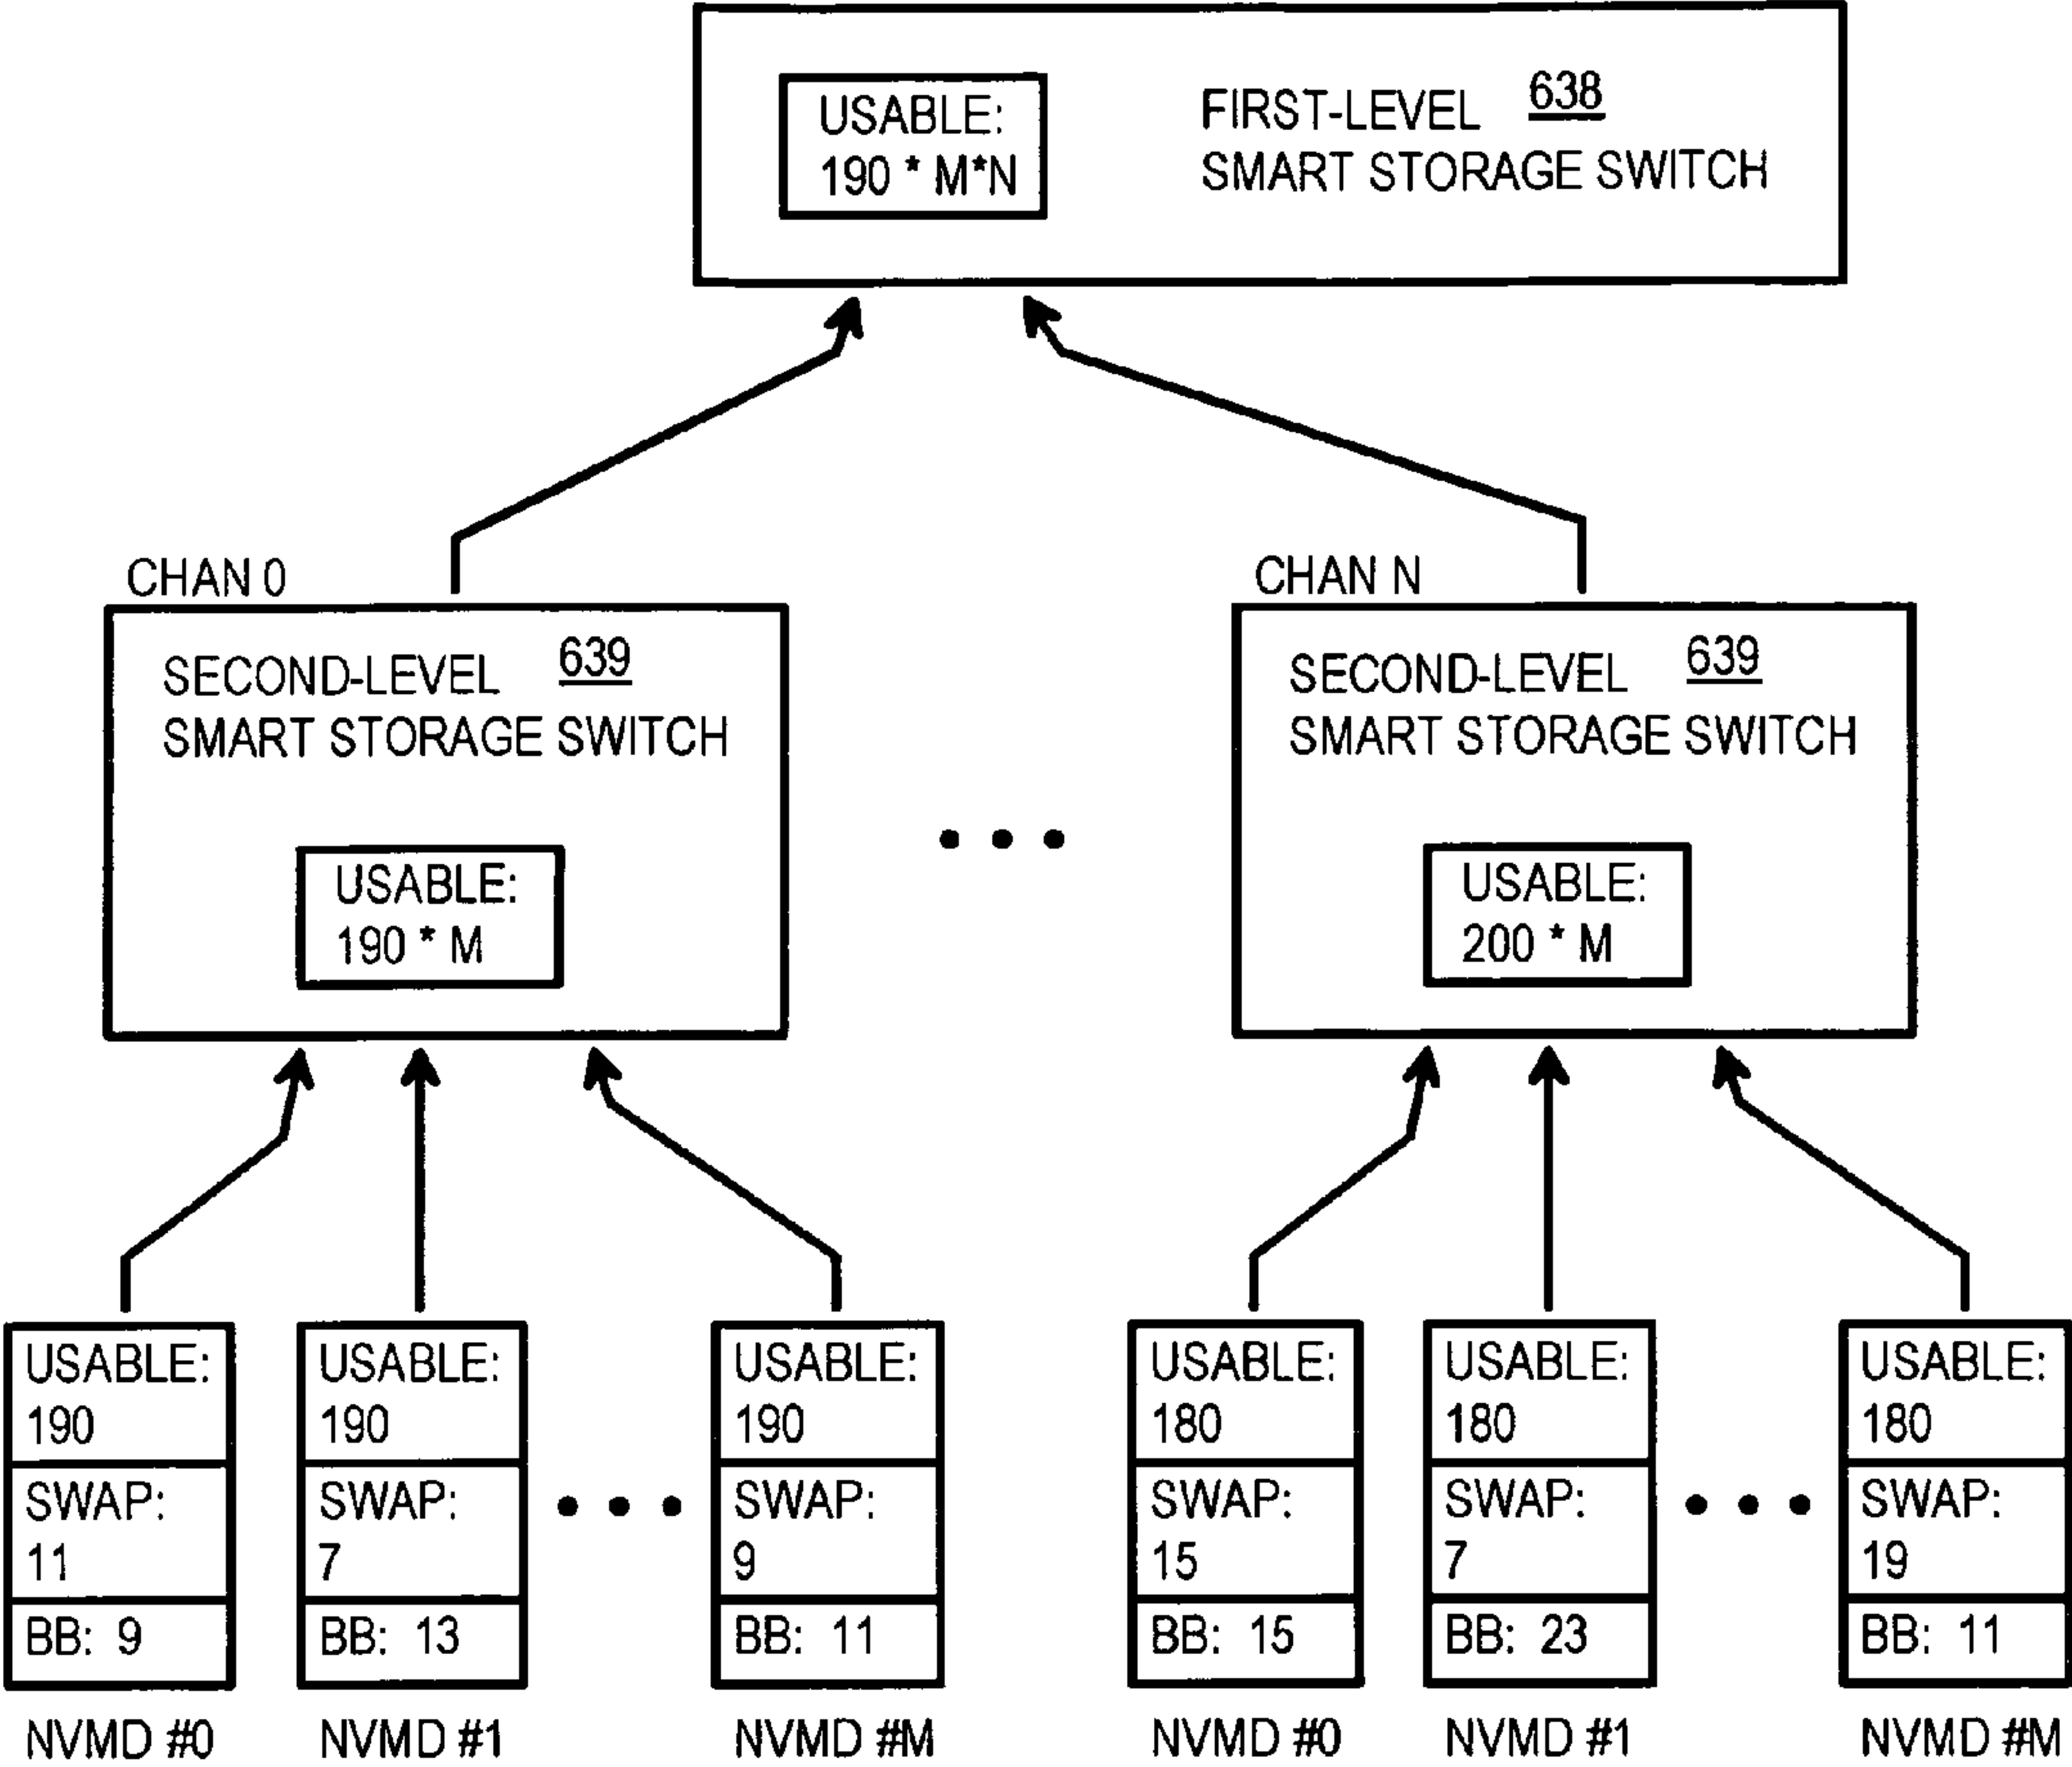 USABLE:
190 * M*N
FIRST-LEVEL 638
SMART STORAGE SWITCH
CHAN 0
SECOND-LEVEL 639
SMART STORAGE SWITCH
USABLE:
190 * M
CHAN N
SECOND-LEVEL 639
SMART STORAGE SWITCH
USABLE:
200 * M
USABLE:
190
SWAP:
11
BB: 9
NVMD #0
USABLE:
190
SWAP:
7
BB: 13
NVMD #1
USABLE:
190
SWAP:
9
BB: 11
NVMD #M
USABLE:
180
SWAP:
15
BB: 15
NVMD #0
USABLE:
180
SWAP:
7
BB: 23
NVMD #1
USABLE:
180
SWAP:
19
BB: 11
NVMD #M